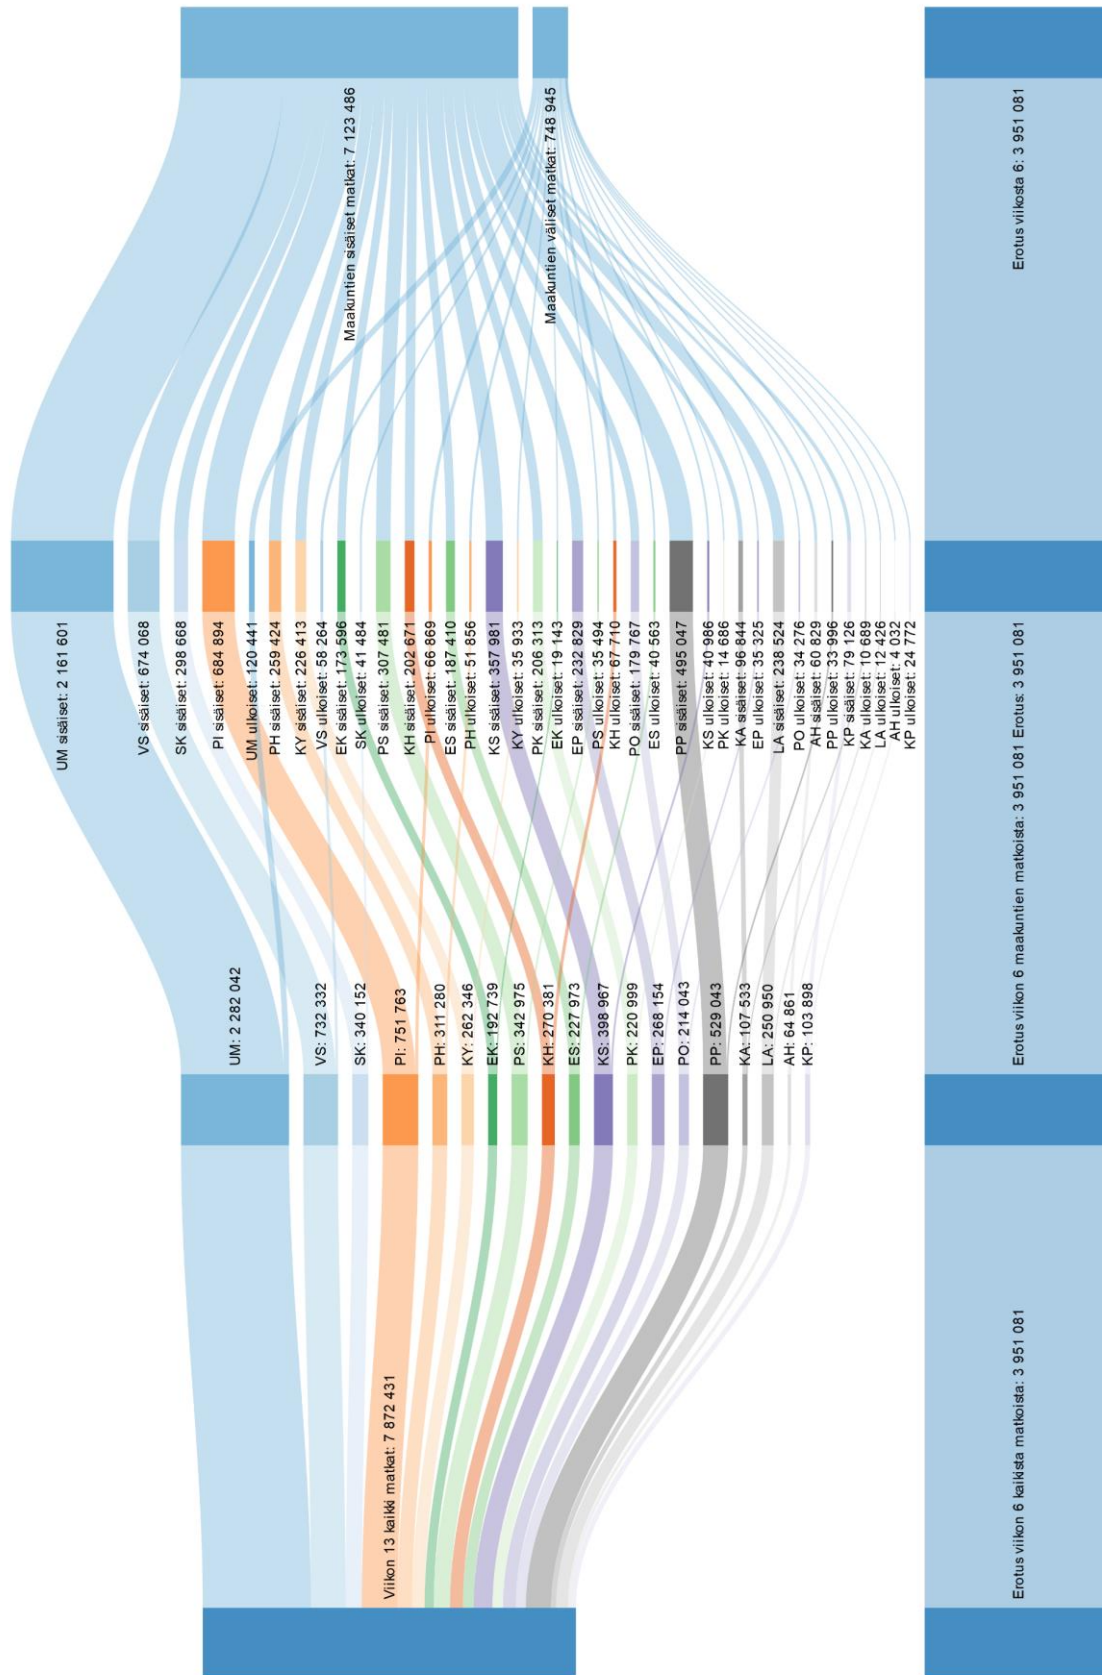 Viikon 13 kaikki matkat: 7 872 431
Erotus viikon 6 kaikista matkoista: 3 951 081
UM: 2 282 042
VS: 732 332
SK: 340 152
PI: 751 763
PH: 311 280
KY: 262 346
EK: 192 739
PS: 342 975
KH: 270 381
ES: 227 973
KS: 398 967
PK: 220 999
EP: 268 154
PO: 214 043
PP: 529 043
KA: 107 533
LA: 250 950
AH: 64 861
KP: 103 898
Erotus viikon 6 maakuntien matkoista: 3 951 081 Erotus: 3 951 081
UM sisäiset: 2 161 601
VS sisäiset: 674 068
SK sisäiset: 298 668
PI sisäiset: 684 894
UM ulkoiset: 120 441
PH sisäiset: 259 424
KY sisäiset: 226 413
VS ulkoiset: 58 264
EK sisäiset: 173 596
SK ulkoiset: 41 484
PS sisäiset: 307 481
KH sisäiset: 202 671
PI ulkoiset: 66 869
ES sisäiset: 187 410
PH ulkoiset: 51 856
KS sisäiset: 357 981
KY ulkoiset: 35 933
PK sisäiset: 206 313
EK ulkoiset: 19 143
EP sisäiset: 232 829
PS ulkoiset: 35 494
KH ulkoiset: 67 710
PO sisäiset: 179 767
ES ulkoiset: 40 563
PP sisäiset: 495 047
KS ulkoiset: 40 986
PK ulkoiset: 14 686
KA sisäiset: 96 844
EP ulkoiset: 35 325
LA sisäiset: 238 524
PO ulkoiset: 34 276
AH sisäiset: 60 829
PP ulkoiset: 33 996
KP sisäiset: 79 126
KA ulkoiset: 10 689
LA ulkoiset: 12 426
AH ulkoiset: 4 032
KP ulkoiset: 24 772
Maakuntien sisäiset matkat: 7 123 486
Maakuntien väliset matkat: 748 945
Erotus viikosta 6: 3 951 081